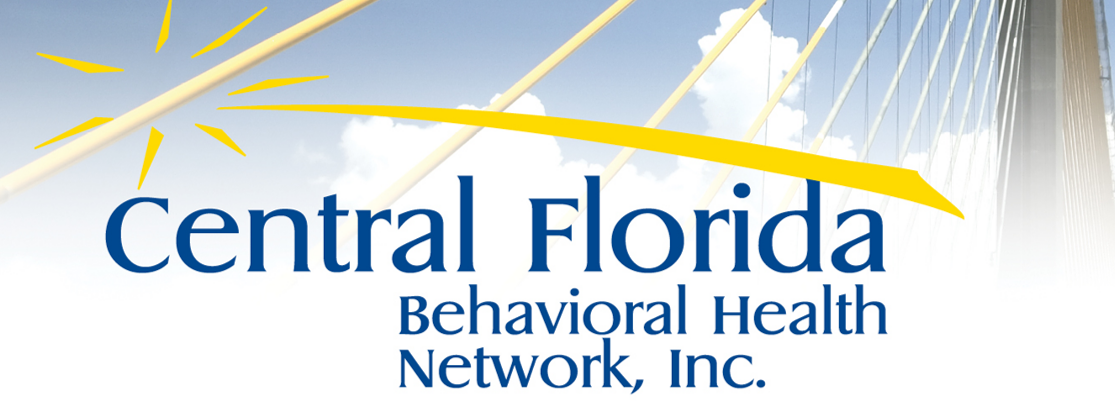 Central Florida
Behavioral Health
Network, Inc.